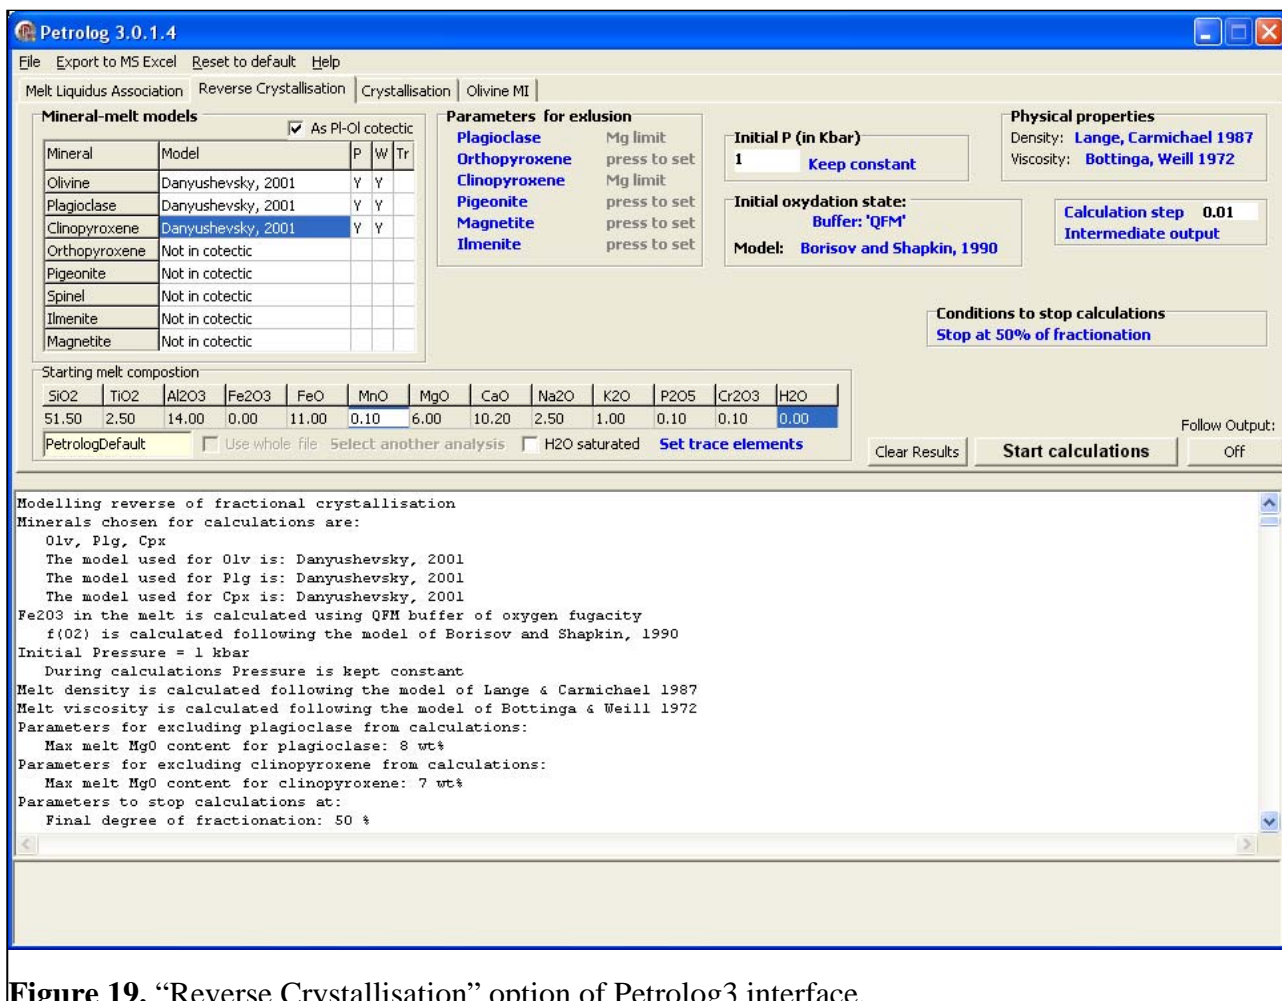 Petrolog 3.0.1.4
File Export to MS Excel Reset to default Help
Melt Liquidus Association Reverse Crystallisation Crystallisation Olivine MI
Mineral-melt models
As Pl-Ol cotectic
Mineral Model P W Tr
Olivine Danyushevsky, 2001 Y Y
Plagioclase Danyushevsky, 2001 Y Y
Clinopyroxene Danyushevsky, 2001 Y Y
Orthopyroxene Not in cotectic
Pigeonite Not in cotectic
Spinel Not in cotectic
Ilmenite Not in cotectic
Magnetite Not in cotectic
Parameters for exlusion
Plagioclase Mg limit
Orthopyroxene press to set
Clinopyroxene Mg limit
Pigeonite press to set
Magnetite press to set
Ilmenite press to set
Initial P (in Kbar)
1 Keep constant
Initial oxydation state:
Buffer: 'QFM'
Model: Borisov and Shapkin, 1990
Physical properties
Density: Lange, Carmichael 1987
Viscosity: Bottinga, Weill 1972
Calculation step 0.01
Intermediate output
Conditions to stop calculations
Stop at 50% of fractionation
Starting melt compostion
SiO2 TiO2 Al2O3 Fe2O3 FeO MnO MgO CaO Na2O K2O P2O5 Cr2O3 H2O
51.50 2.50 14.00 0.00 11.00 0.10 6.00 10.20 2.50 1.00 0.10 0.10 0.00
PetrologDefault Use whole file Select another analysis H2O saturated Set trace elements
Clear Results Start calculations
Follow Output:
Off
Modelling reverse of fractional crystallisation
Minerals chosen for calculations are:
Olv, Plg, Cpx
The model used for Olv is: Danyushevsky, 2001
The model used for Plg is: Danyushevsky, 2001
The model used for Cpx is: Danyushevsky, 2001
Fe2O3 in the melt is calculated using QFM buffer of oxygen fugacity
f(O2) is calculated following the model of Borisov and Shapkin, 1990
Initial Pressure = 1 kbar
During calculations Pressure is kept constant
Melt density is calculated following the model of Lange & Carmichael 1987
Melt viscosity is calculated following the model of Bottinga & Weill 1972
Parameters for excluding plagioclase from calculations:
Max melt MgO content for plagioclase: 8 wt%
Parameters for excluding clinopyroxene from calculations:
Max melt MgO content for clinopyroxene: 7 wt%
Parameters to stop calculations at:
Final degree of fractionation: 50 %
Figure 19. “Reverse Crystallisation” option of Petrolog3 interface